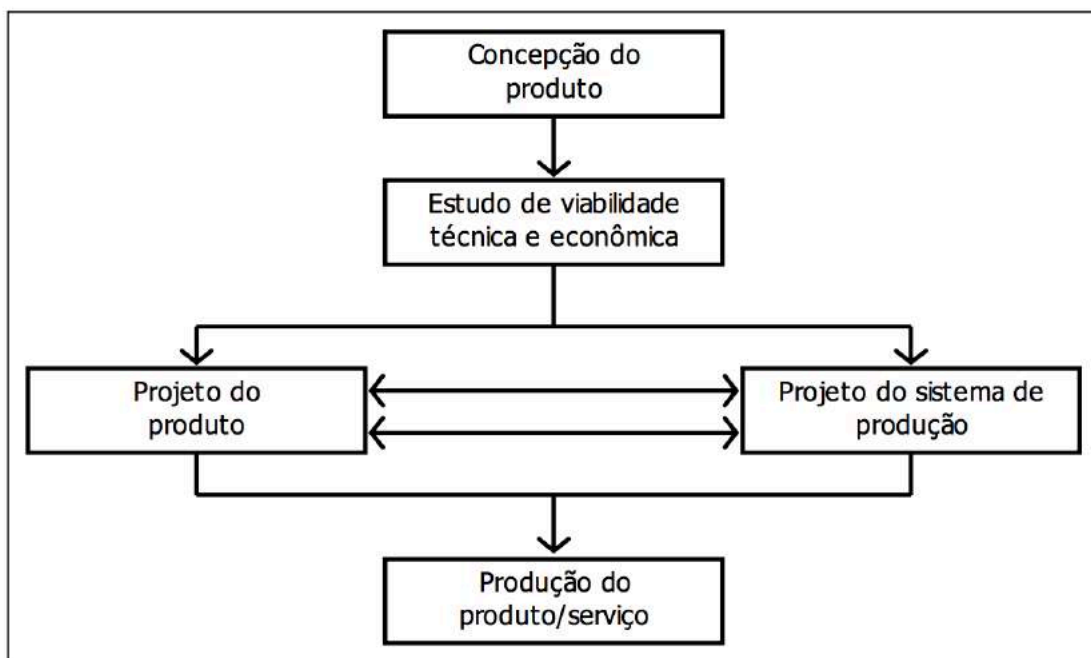 Concepção do
produto
Estudo de viabilidade
técnica e econômica
Projeto do
produto
Projeto do sistema de
produção
Produção do
produto/serviço